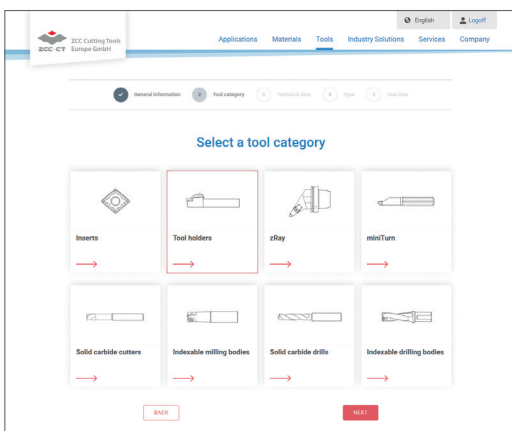 English
Logoff
ZCC Cutting Tools
Europe GmbH
ZCC-CT
Applications
Materials
Tools
Industry Solutions
Services
Company
General information
2
Tool category
3
Technical data
4
Type
5
Tool data
Select a tool category
Inserts
Tool holders
zRay
miniTurn
Solid carbide cutters
Indexable milling bodies
Solid carbide drills
Indexable drilling bodies
BACK
NEXT